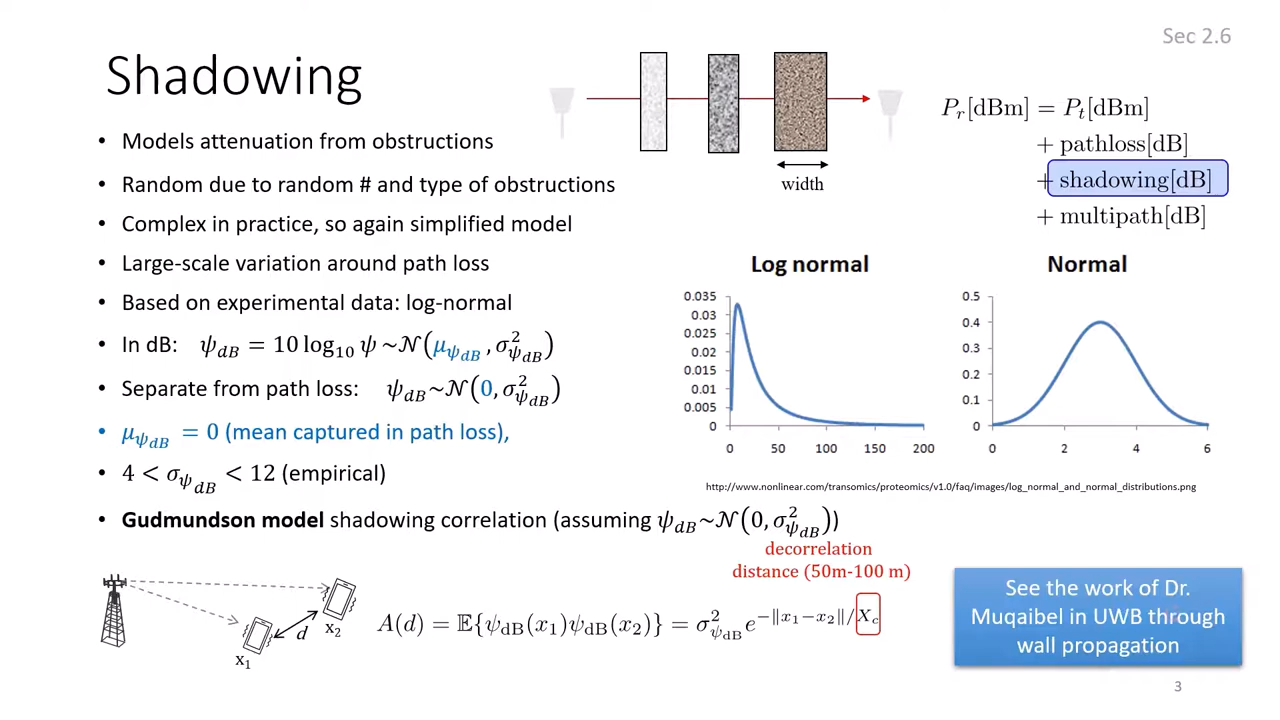 Sec 2.6
Shadowing
width
P_r[dBm] = P_t[dBm]
+ pathloss[dB]
+ shadowing[dB]
+ multipath[dB]
• Models attenuation from obstructions
• Random due to random # and type of obstructions
• Complex in practice, so again simplified model
• Large-scale variation around path loss
• Based on experimental data: log-normal
• In dB: ψ_dB = 10 log₁₀ ψ ~𝒩(μ_ψ_dB , σ²_ψ_dB)
• Separate from path loss: ψ_dB~𝒩(0, σ²_ψ_dB)
• μ_ψ_dB = 0 (mean captured in path loss),
• 4 < σ_ψ_dB < 12 (empirical)
• Gudmundson model shadowing correlation (assuming ψ_dB~𝒩(0, σ²_ψ_dB))
Log normal
0.035
0.03
0.025
0.02
0.015
0.01
0.005
0
0 50 100 150 200
Normal
0.5
0.4
0.3
0.2
0.1
0
0 2 4 6
http://www.nonlinear.com/transomics/proteomics/v1.0/faq/images/log_normal_and_normal_distributions.png
decorrelation
distance (50m-100 m)
x₂
d
x₁
A(d) = 𝔼{ψ_dB(x₁)ψ_dB(x₂)} = σ²_ψ_dB e^(−‖x₁−x₂‖/X_c)
See the work of Dr.
Muqaibel in UWB through
wall propagation
3